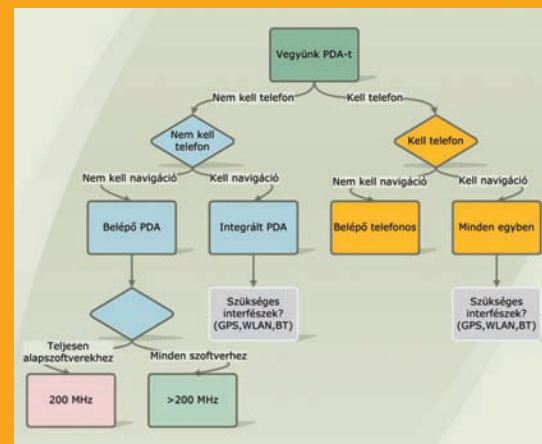 Vegyünk PDA-t
Nem kell telefon
Kell telefon
Nem kell
telefon
Kell telefon
Nem kell navigáció
Kell navigáció
Nem kell navigáció
Kell navigáció
Belépő PDA
Integrált PDA
Belépő telefonos
Minden egyben
Szükséges
interfészek?
(GPS,WLAN,BT)
Szükséges
interfészek?
(GPS,WLAN,BT)
Teljesen
alapszoftverekhez
Minden szoftverhez
200 MHz
>200 MHz